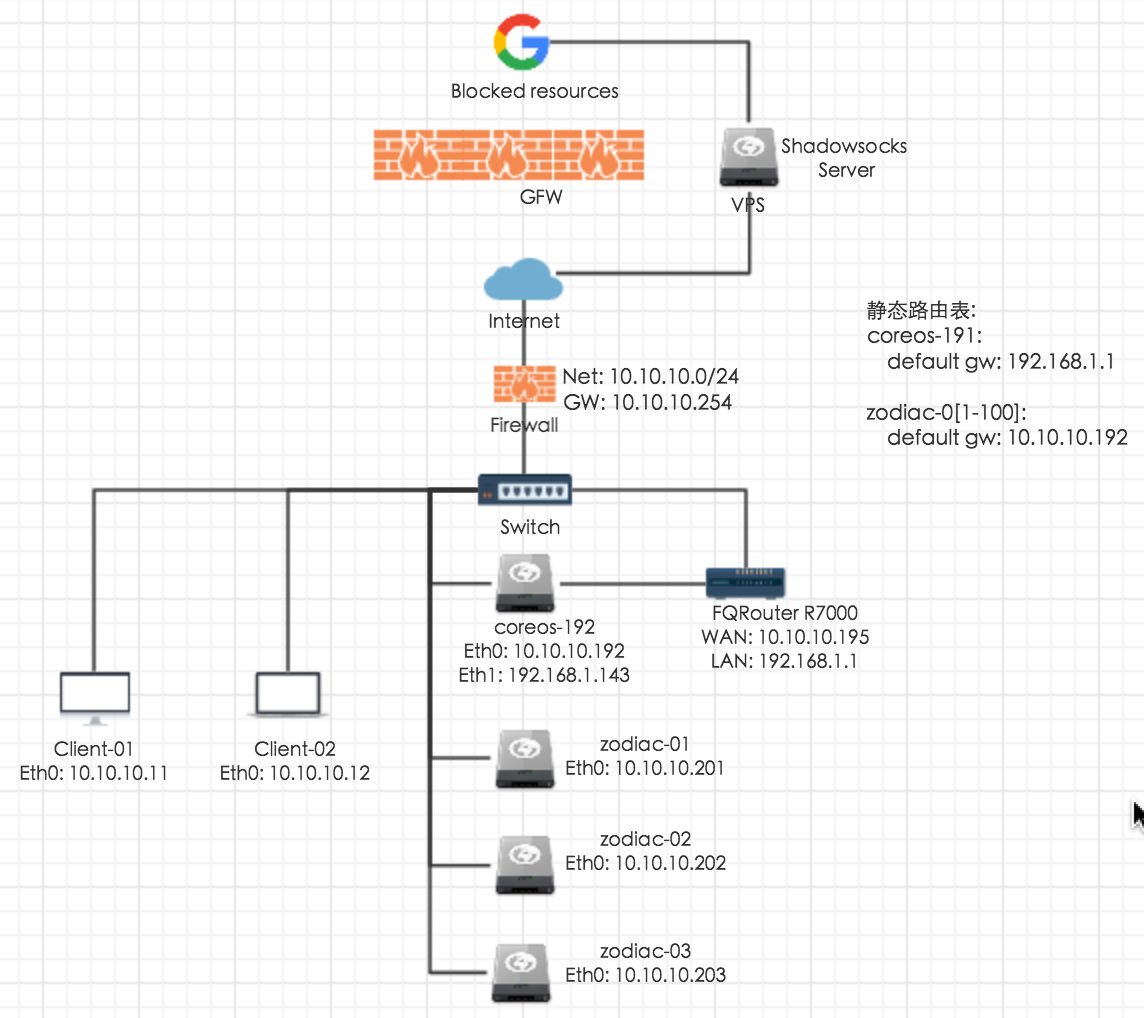 Blocked resources
GFW
Shadowsocks
Server
VPS
Internet
Net: 10.10.10.0/24
GW: 10.10.10.254
Firewall
静态路由表:
coreos-191:
default gw: 192.168.1.1
zodiac-0[1-100]:
default gw: 10.10.10.192
Switch
coreos-192
Eth0: 10.10.10.192
Eth1: 192.168.1.143
FQRouter R7000
WAN: 10.10.10.195
LAN: 192.168.1.1
Client-01
Eth0: 10.10.10.11
Client-02
Eth0: 10.10.10.12
zodiac-01
Eth0: 10.10.10.201
zodiac-02
Eth0: 10.10.10.202
zodiac-03
Eth0: 10.10.10.203